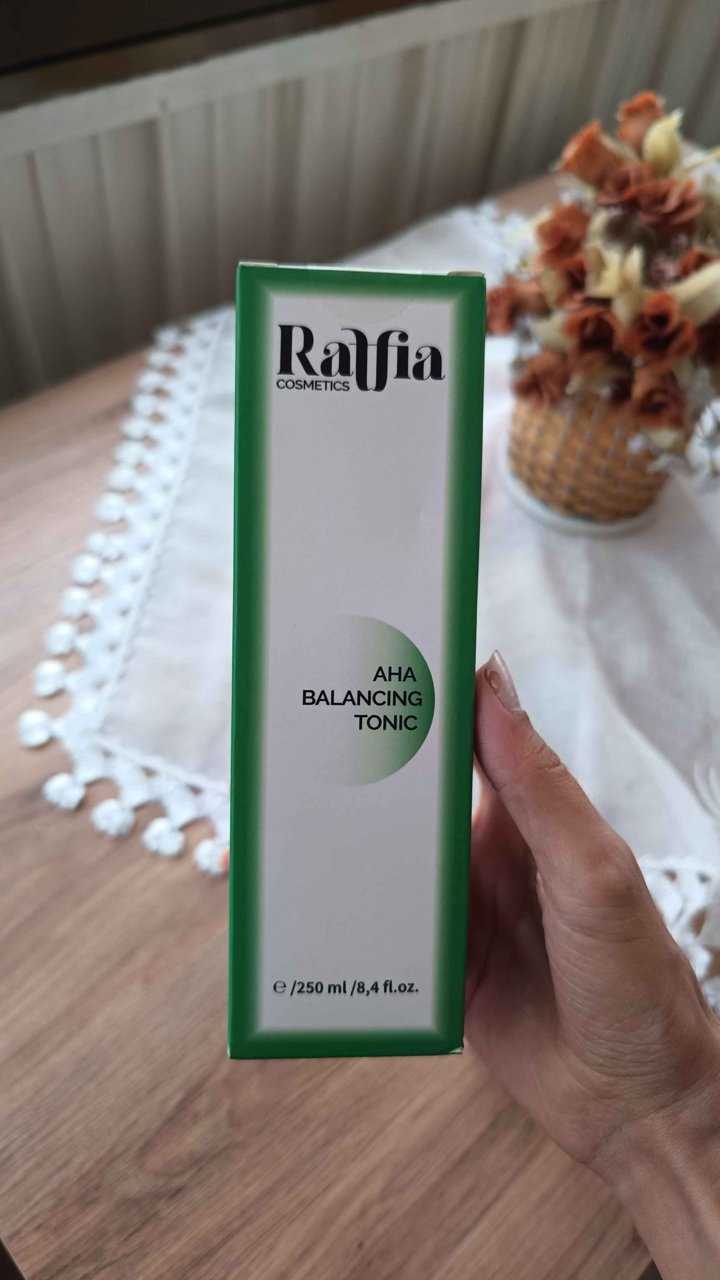 Raffia
COSMETICS
AHA
BALANCING
TONIC
e /250 ml /8,4 fl.oz.